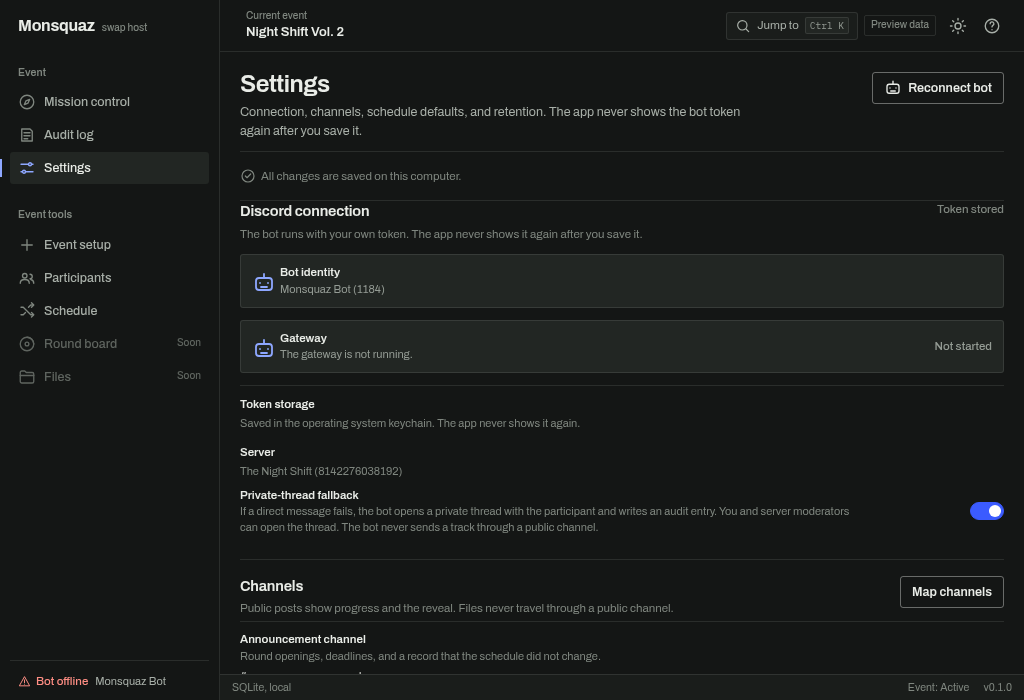 Monsquaz swap host
Current event
Night Shift Vol. 2
Jump to Ctrl K
Preview data
Event
Mission control
Audit log
Settings
Event tools
Event setup
Participants
Schedule
Round board Soon
Files Soon
Bot offline Monsquaz Bot
Settings
Reconnect bot
Connection, channels, schedule defaults, and retention. The app never shows the bot token
again after you save it.
All changes are saved on this computer.
Discord connection
Token stored
The bot runs with your own token. The app never shows it again after you save it.
Bot identity
Monsquaz Bot (1184)
Gateway
The gateway is not running.
Not started
Token storage
Saved in the operating system keychain. The app never shows it again.
Server
The Night Shift (8142276038192)
Private-thread fallback
If a direct message fails, the bot opens a private thread with the participant and writes an audit entry. You and server moderators
can open the thread. The bot never sends a track through a public channel.
Channels
Map channels
Public posts show progress and the reveal. Files never travel through a public channel.
Announcement channel
Round openings, deadlines, and a record that the schedule did not change.
SQLite, local
Event: Active v0.1.0